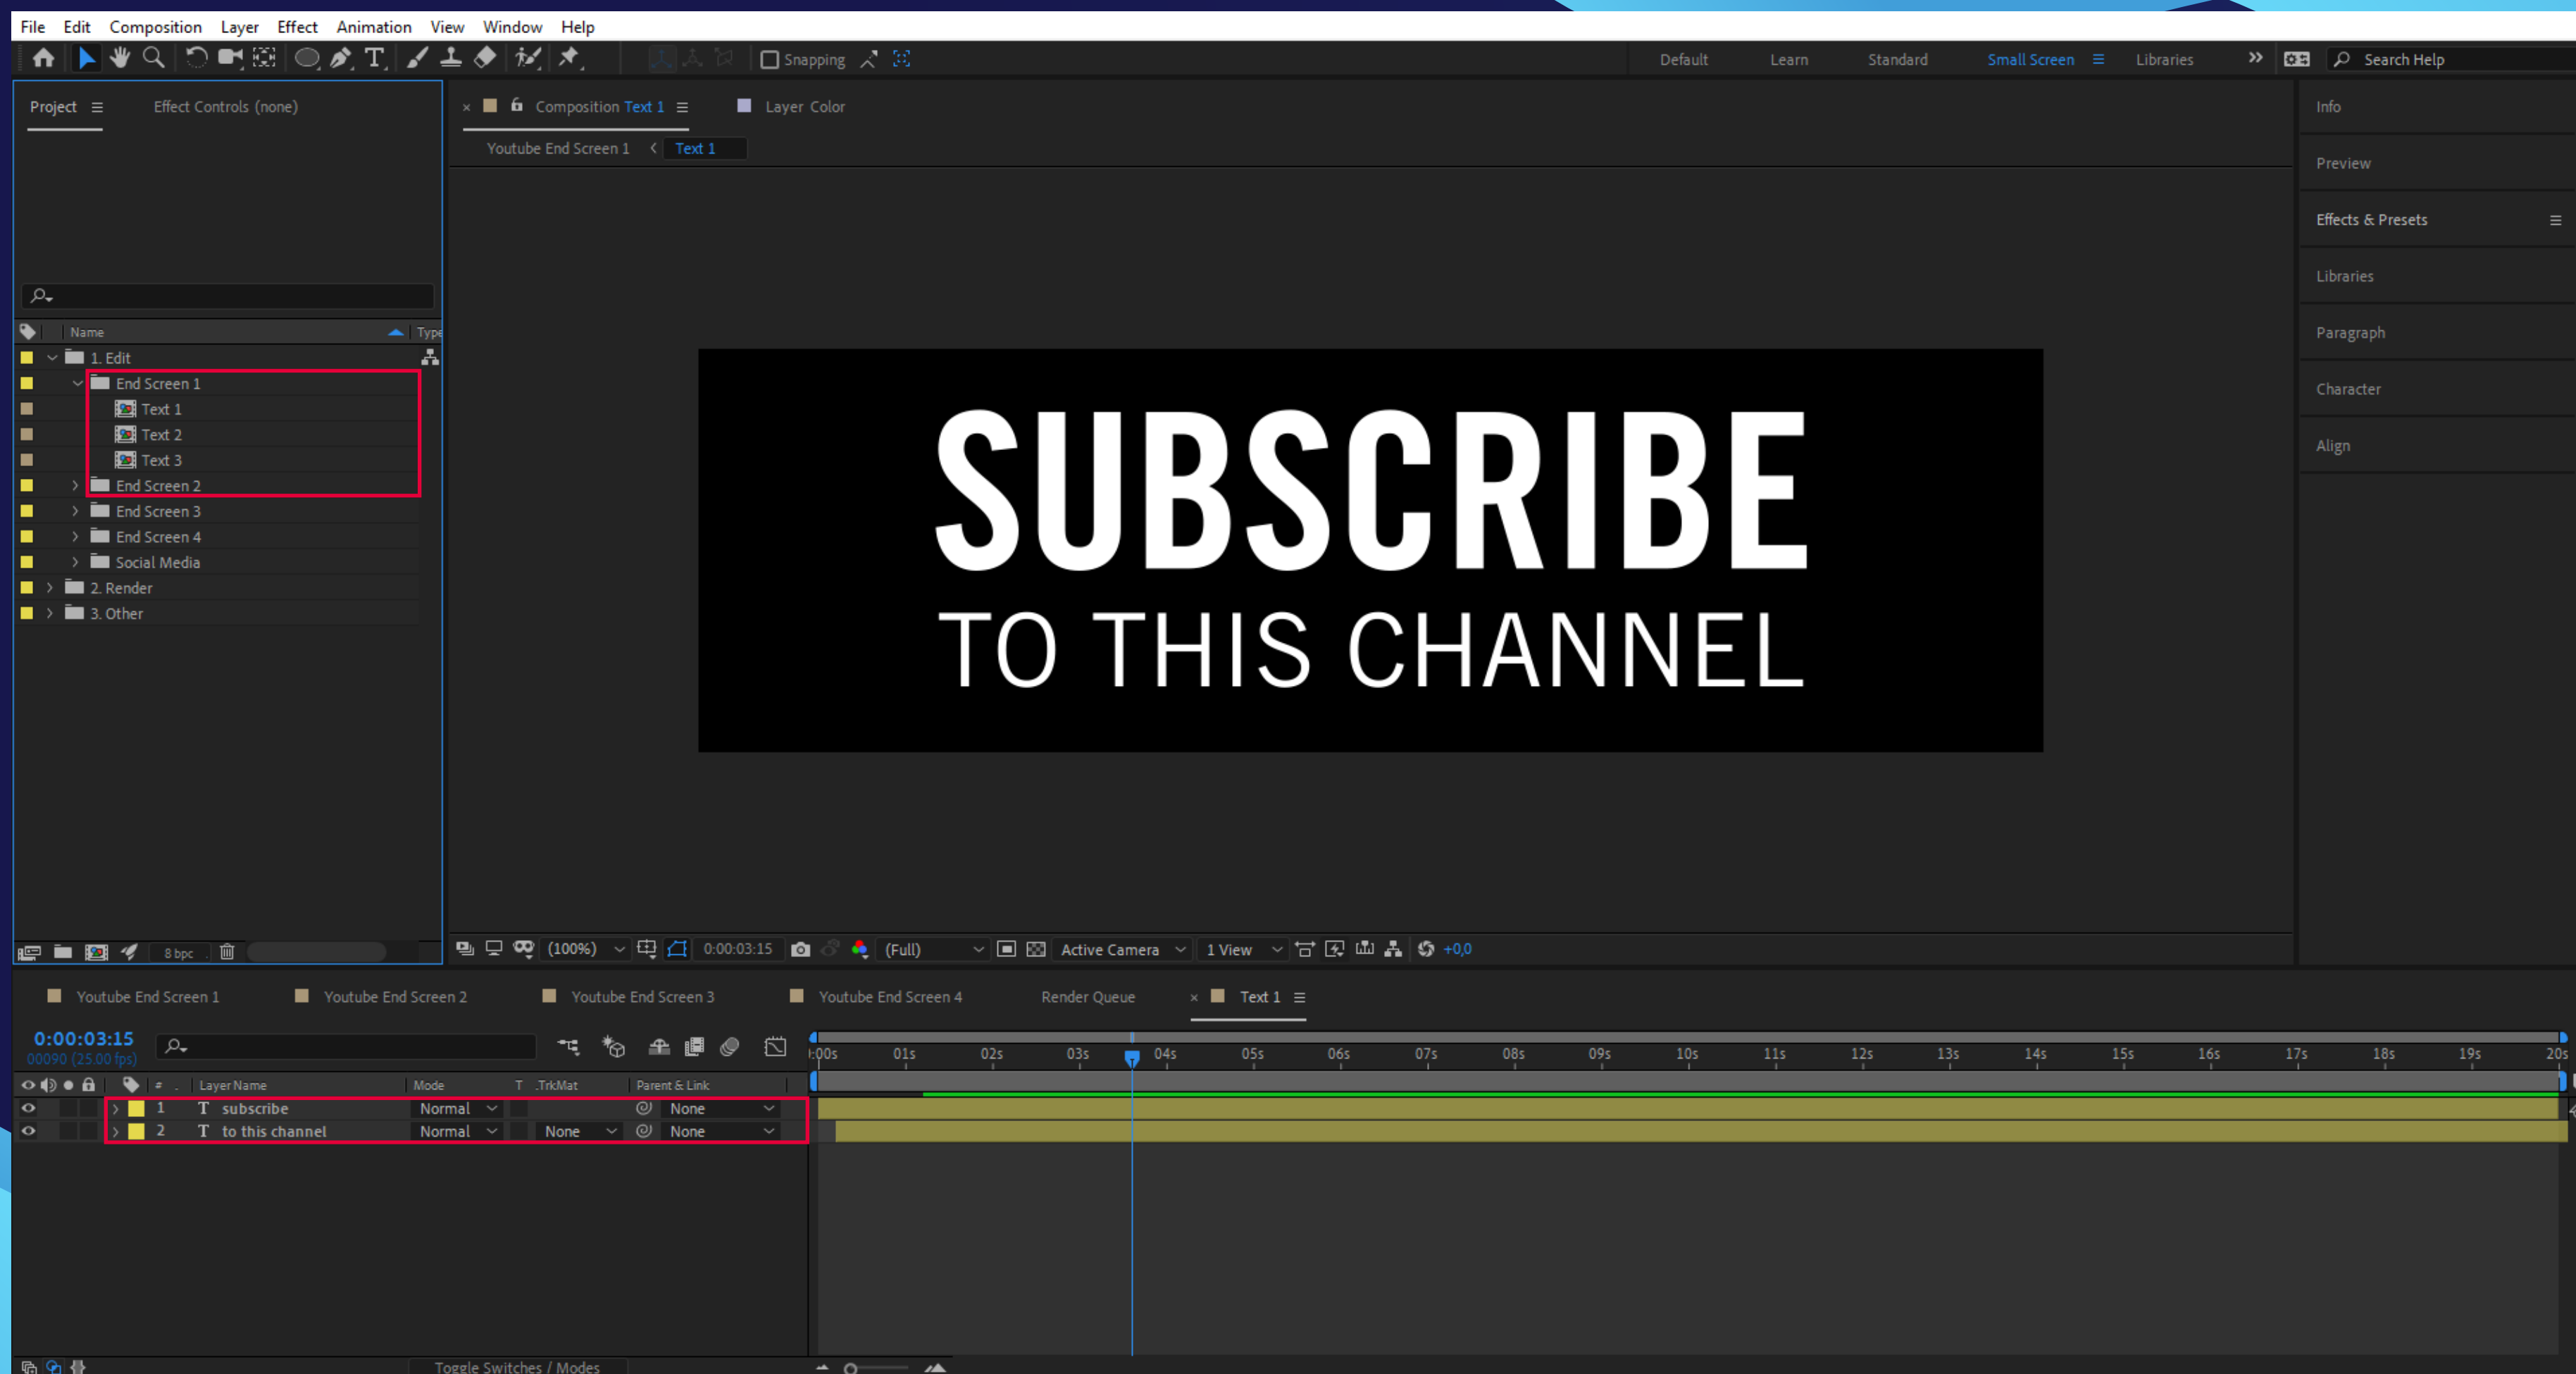 File Edit Composition Layer Effect Animation View Window Help
Snapping
Default Learn Standard Small Screen Libraries Search Help
Project Effect Controls (none)
Composition Text 1 Layer Color
Youtube End Screen 1 < Text 1
Info
Preview
Effects & Presets
Libraries
Paragraph
Character
Align
Name Type
1. Edit
End Screen 1
Text 1
Text 2
Text 3
End Screen 2
End Screen 3
End Screen 4
Social Media
2. Render
3. Other
SUBSCRIBE
TO THIS CHANNEL
8 bpc
(100%) 0:00:03:15 (Full) Active Camera 1 View +0,0
Youtube End Screen 1 Youtube End Screen 2 Youtube End Screen 3 Youtube End Screen 4 Render Queue Text 1
0:00:03:15
00090 (25.00 fps)
:00s 01s 02s 03s 04s 05s 06s 07s 08s 09s 10s 11s 12s 13s 14s 15s 16s 17s 18s 19s 20s
# Layer Name Mode T .TrkMat Parent & Link
1 T subscribe Normal None
2 T to this channel Normal None None
Toggle Switches / Modes